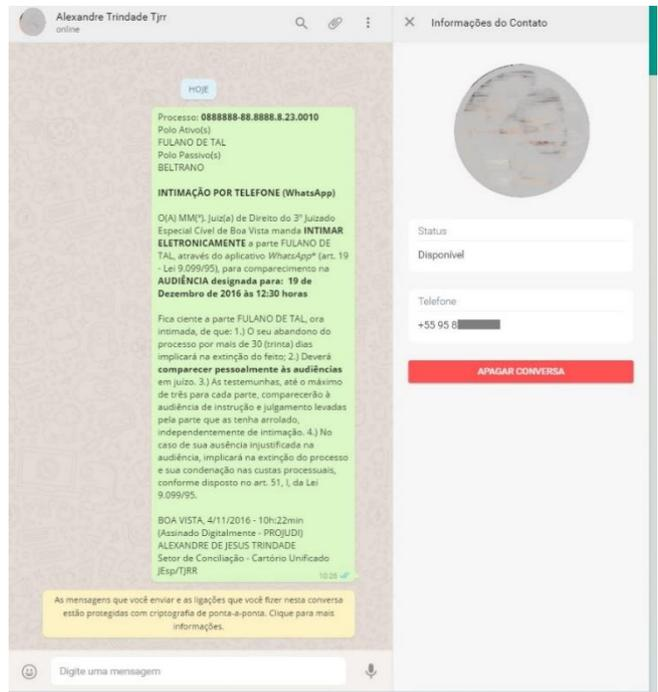 Alexandre Trindade Tjrr
online
HOJE
Processo: 0888888-88.8888.8.23.0010
Polo Ativo(s)
FULANO DE TAL
Polo Passivo(s)
BELTRANO
INTIMAÇÃO POR TELEFONE (WhatsApp)
O(A) MM(ª). Juiz(a) de Direito do 3º Juizado
Especial Cível de Boa Vista manda INTIMAR
ELETRONICAMENTE a parte FULANO DE
TAL, através do aplicativo WhatsApp* (art. 19
- Lei 9.099/95), para comparecimento na
AUDIÊNCIA designada para: 19 de
Dezembro de 2016 às 12:30 horas
Fica ciente a parte FULANO DE TAL, ora
intimada, de que: 1.) O seu abandono do
processo por mais de 30 (trinta) dias
implicará na extinção do feito; 2.) Deverá
comparecer pessoalmente às audiências
em juízo. 3.) As testemunhas, até o máximo
de três para cada parte, comparecerão à
audiência de instrução e julgamento levadas
pela parte que as tenha arrolado,
independentemente de intimação. 4.) No
caso de sua ausência injustificada na
audiência, implicará na extinção do processo
e sua condenação nas custas processuais,
conforme disposto no art. 51, I, da Lei
9.099/95.
BOA VISTA, 4/11/2016 - 10h:22min
(Assinado Digitalmente - PROJUDI)
ALEXANDRE DE JESUS TRINDADE
Setor de Conciliação - Cartório Unificado
JEsp/TJRR
10:26
As mensagens que você enviar e as ligações que você fizer nesta conversa
estão protegidas com criptografia de ponta-a-ponta. Clique para mais
informações.
Digite uma mensagem
Informações do Contato
Status
Disponível
Telefone
+55 95 8
APAGAR CONVERSA